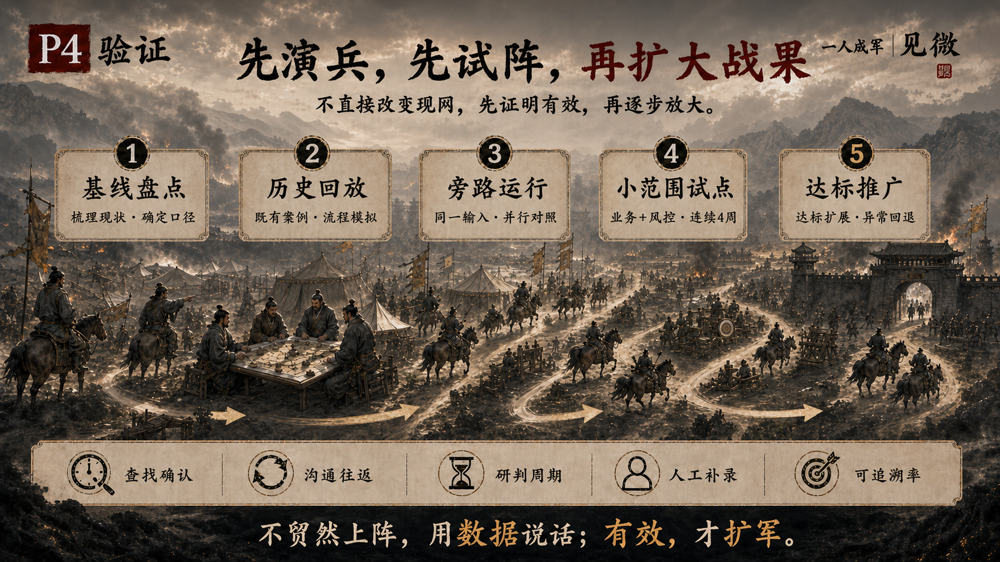 P4 验证
先演兵，先试阵，再扩大战果
一人成军 | 见微
不直接改变现网，先证明有效，再逐步放大。
1
基线盘点
梳理现状·确定口径
2
历史回放
既有案例·流程模拟
3
旁路运行
同一输入·并行对照
4
小范围试点
业务+风控·连续4周
5
达标推广
达标扩展·异常回退
查找确认
沟通往返
研判周期
人工补录
可追溯率
不贸然上阵，用数据说话；有效，才扩军。